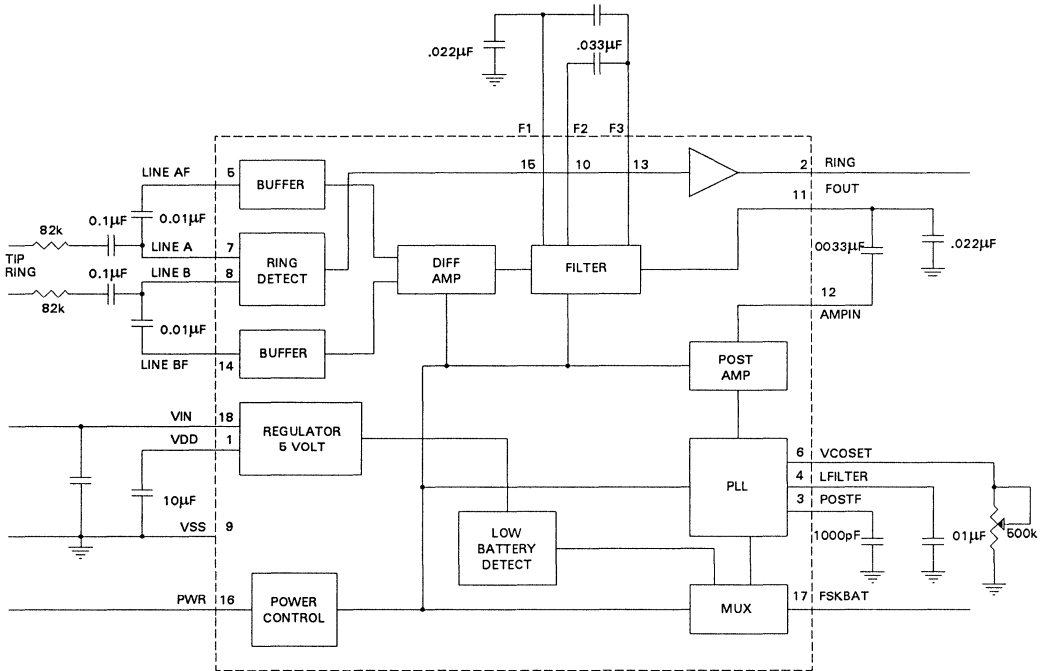 .022µF
.033µF
F1 F2 F3
15 10 13
2 RING
11
FOUT
LINE AF
5
BUFFER
0.1µF
0.01µF
82k
LINE A
7
TIP
RING
0.1µF
LINE B
8
RING
DETECT
82k
0.01µF
DIFF
AMP
FILTER
0033µF
.022µF
12
AMPIN
BUFFER
LINE BF
14
POST
AMP
VIN
18
VDD
1
REGULATOR
5 VOLT
10µF
VSS
9
PLL
6 VCOSET
4 LFILTER
3 POSTF
1000pF
01µF
500k
LOW
BATTERY
DETECT
PWR
16
POWER
CONTROL
MUX
17 FSKBAT